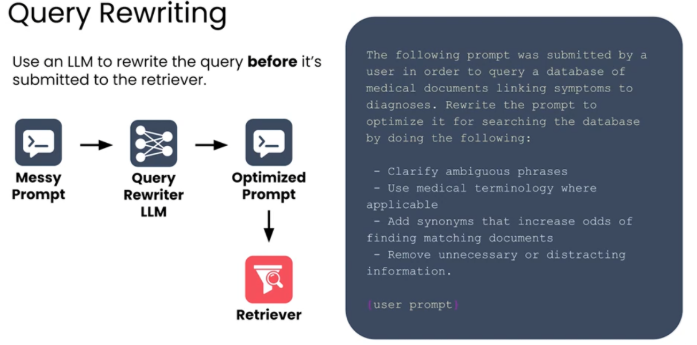 Query Rewriting
Use an LLM to rewrite the query before it's
submitted to the retriever.
Messy
Prompt
Query
Rewriter
LLM
Optimized
Prompt
Retriever
The following prompt was submitted by a
user in order to query a database of
medical documents linking symptoms to
diagnoses. Rewrite the prompt to
optimize it for searching the database
by doing the following:
- Clarify ambiguous phrases
- Use medical terminology where
applicable
- Add synonyms that increase odds of
finding matching documents
- Remove unnecessary or distracting
information.
{user prompt}